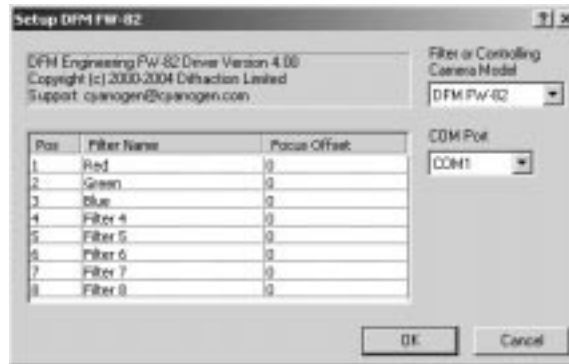 Setup DFM FW-82
DFM Engineering FW-82 Driver Version 4.00
Copyright (c) 2000-2004 Diffraction Limited
Support: cyanogen@cyanogen.com
Filter or Controlling
Camera Model
DFM FW-82
COM Port
COM1
Pos Filter Name Focus Offset
1 Red 0
2 Green 0
3 Blue 0
4 Filter 4 0
5 Filter 5 0
6 Filter 6 0
7 Filter 7 0
8 Filter 8 0
OK Cancel